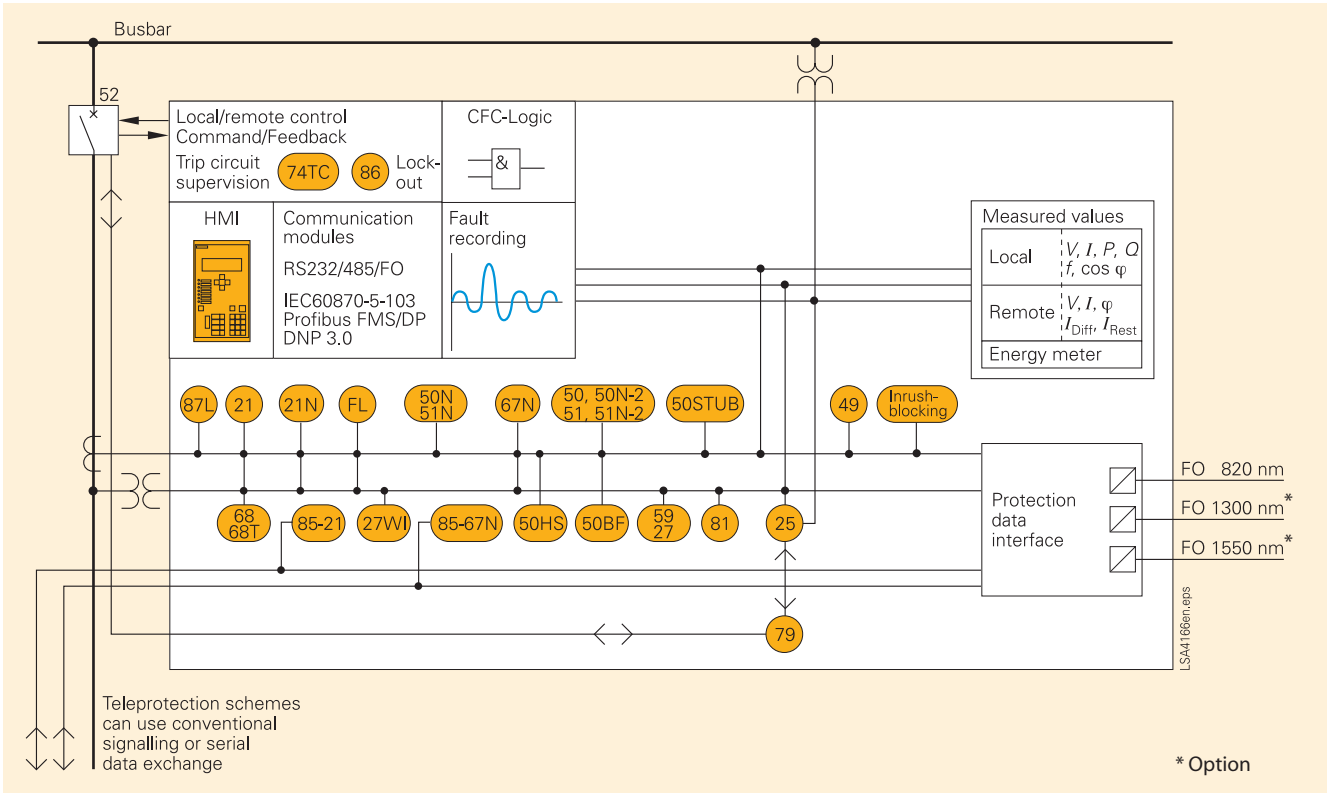 Busbar
52
Local/remote control
Command/Feedback
Trip circuit
supervision
74TC
86
Lock-
out
CFC-Logic
&
HMI
Communication
modules
RS232/485/FO
IEC60870-5-103
Profibus FMS/DP
DNP 3.0
Fault
recording
Measured values
Local
V, I, P, Q
f, cos φ
Remote
V, I, φ
IDiff, IRest
Energy meter
87L
21
21N
FL
50N
51N
67N
50, 50N-2
51, 51N-2
50STUB
49
Inrush-
blocking
68
68T
85-21
27WI
85-67N
50HS
50BF
59
27
81
25
79
Protection
data
interface
FO 820 nm
FO 1300 nm*
FO 1550 nm*
LSA4166en.eps
Teleprotection schemes
can use conventional
signalling or serial
data exchange
* Option